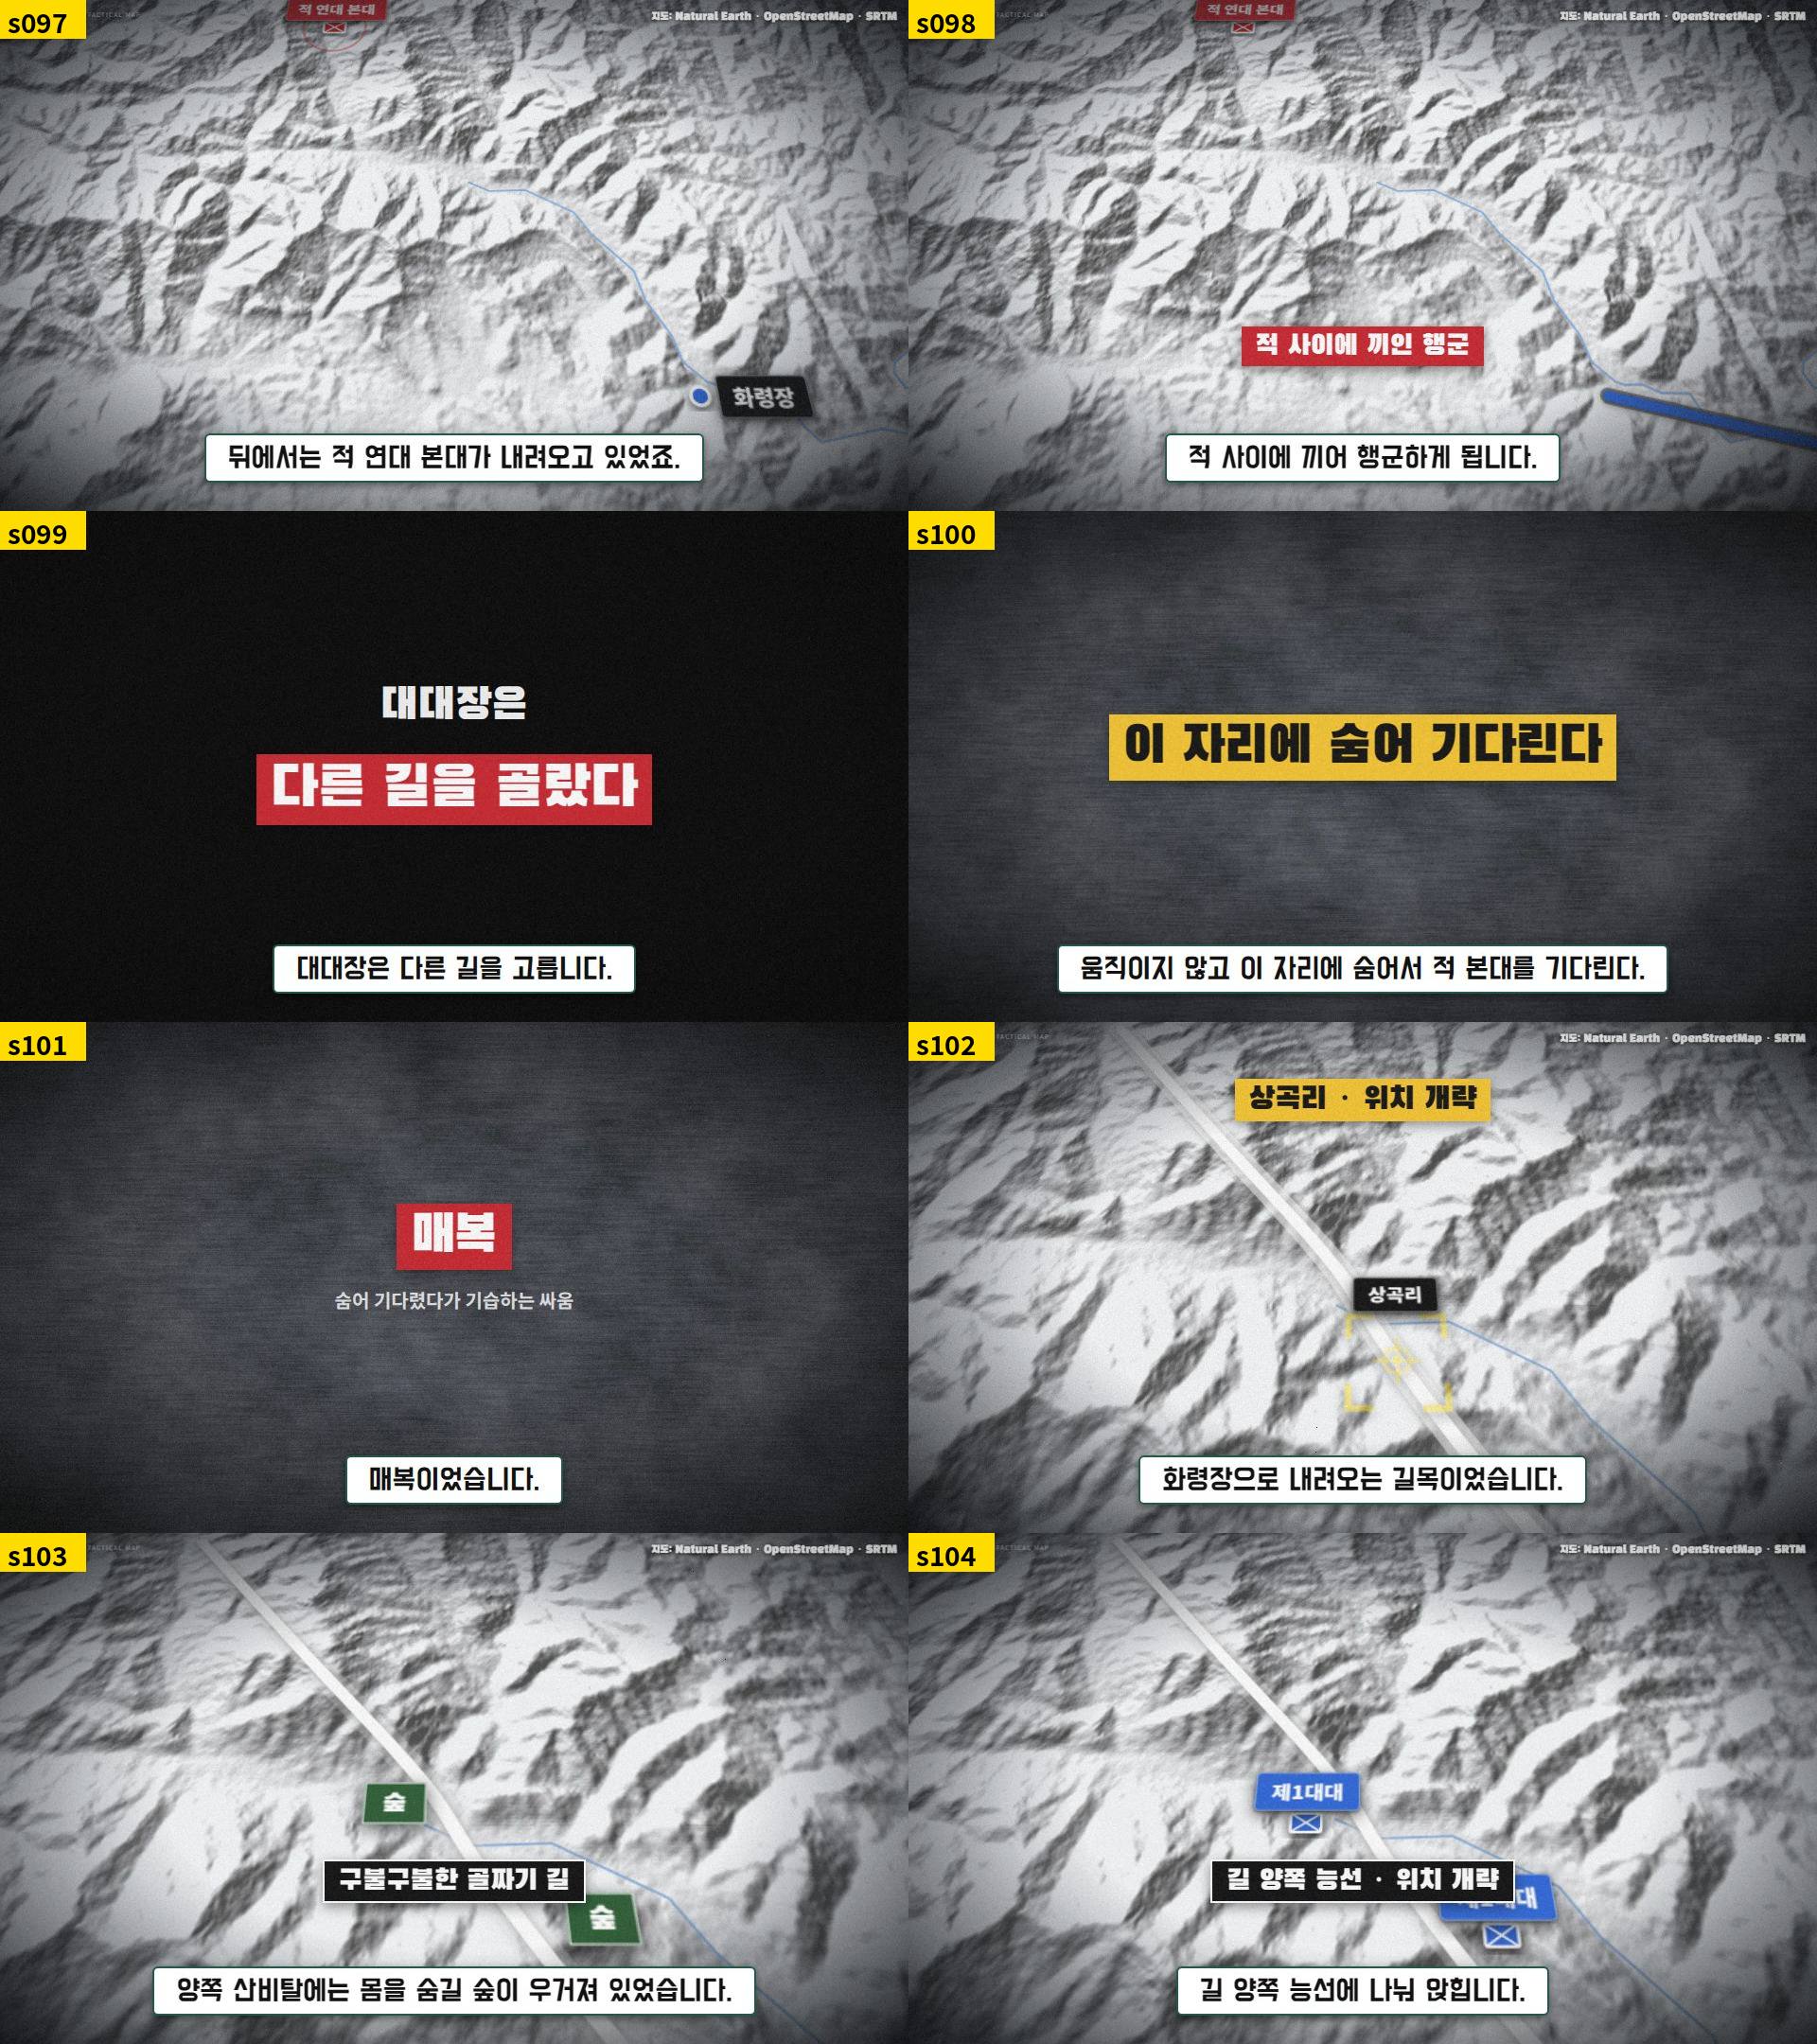 s097
적 연대 본대
TACTICAL MAP
지도: Natural Earth · OpenStreetMap · SRTM
화령장
뒤에서는 적 연대 본대가 내려오고 있었죠.
s098
적 연대 본대
TACTICAL MAP
지도: Natural Earth · OpenStreetMap · SRTM
적 사이에 끼인 행군
적 사이에 끼어 행군하게 됩니다.
s099
대대장은
다른 길을 골랐다
대대장은 다른 길을 고릅니다.
s100
이 자리에 숨어 기다린다
움직이지 않고 이 자리에 숨어서 적 본대를 기다린다.
s101
매복
숨어 기다렸다가 기습하는 싸움
매복이었습니다.
s102
TACTICAL MAP
지도: Natural Earth · OpenStreetMap · SRTM
상곡리 · 위치 개략
상곡리
화령장으로 내려오는 길목이었습니다.
s103
TACTICAL MAP
지도: Natural Earth · OpenStreetMap · SRTM
숲
구불구불한 골짜기 길
숲
양쪽 산비탈에는 몸을 숨길 숲이 우거져 있었습니다.
s104
TACTICAL MAP
지도: Natural Earth · OpenStreetMap · SRTM
제1대대
길 양쪽 능선 · 위치 개략
길 양쪽 능선에 나눠 앉힙니다.